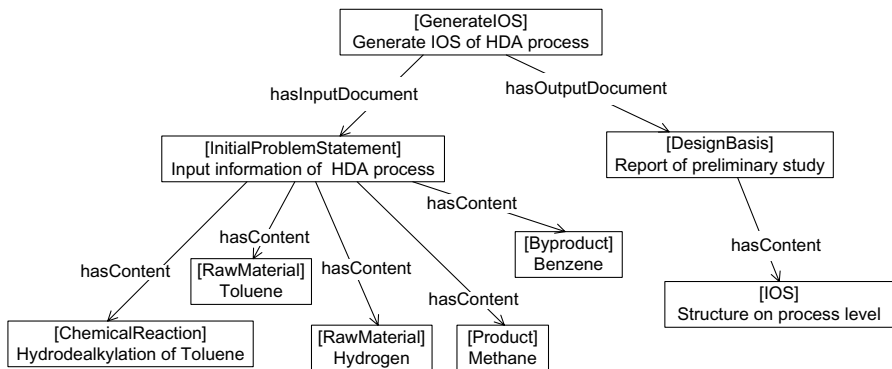 [GenerateIOS]
Generate IOS of HDA process
hasInputDocument
hasOutputDocument
[InitialProblemStatement]
Input information of HDA process
[DesignBasis]
Report of preliminary study
hasContent
[Byproduct]
Benzene
hasContent
hasContent
[RawMaterial]
Toluene
hasContent
hasContent
hasContent
[IOS]
Structure on process level
[ChemicalReaction]
Hydrodealkylation of Toluene
[RawMaterial]
Hydrogen
[Product]
Methane